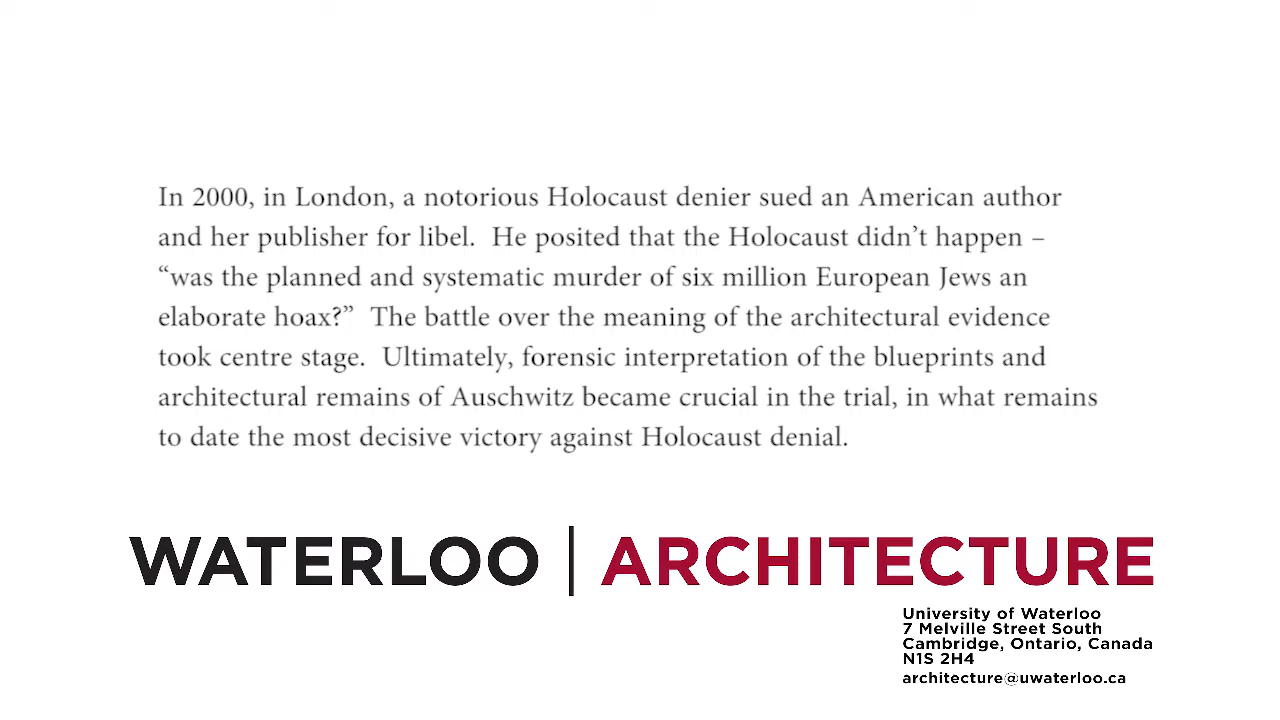 In 2000, in London, a notorious Holocaust denier sued an American author
and her publisher for libel.  He posited that the Holocaust didn’t happen –
“was the planned and systematic murder of six million European Jews an
elaborate hoax?”  The battle over the meaning of the architectural evidence
took centre stage.  Ultimately, forensic interpretation of the blueprints and
architectural remains of Auschwitz became crucial in the trial, in what remains
to date the most decisive victory against Holocaust denial.
WATERLOO | ARCHITECTURE
University of Waterloo
7 Melville Street South
Cambridge, Ontario, Canada
N1S 2H4
architecture@uwaterloo.ca